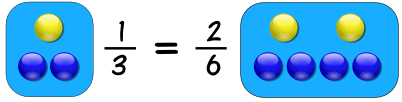 1/3 = 2/6